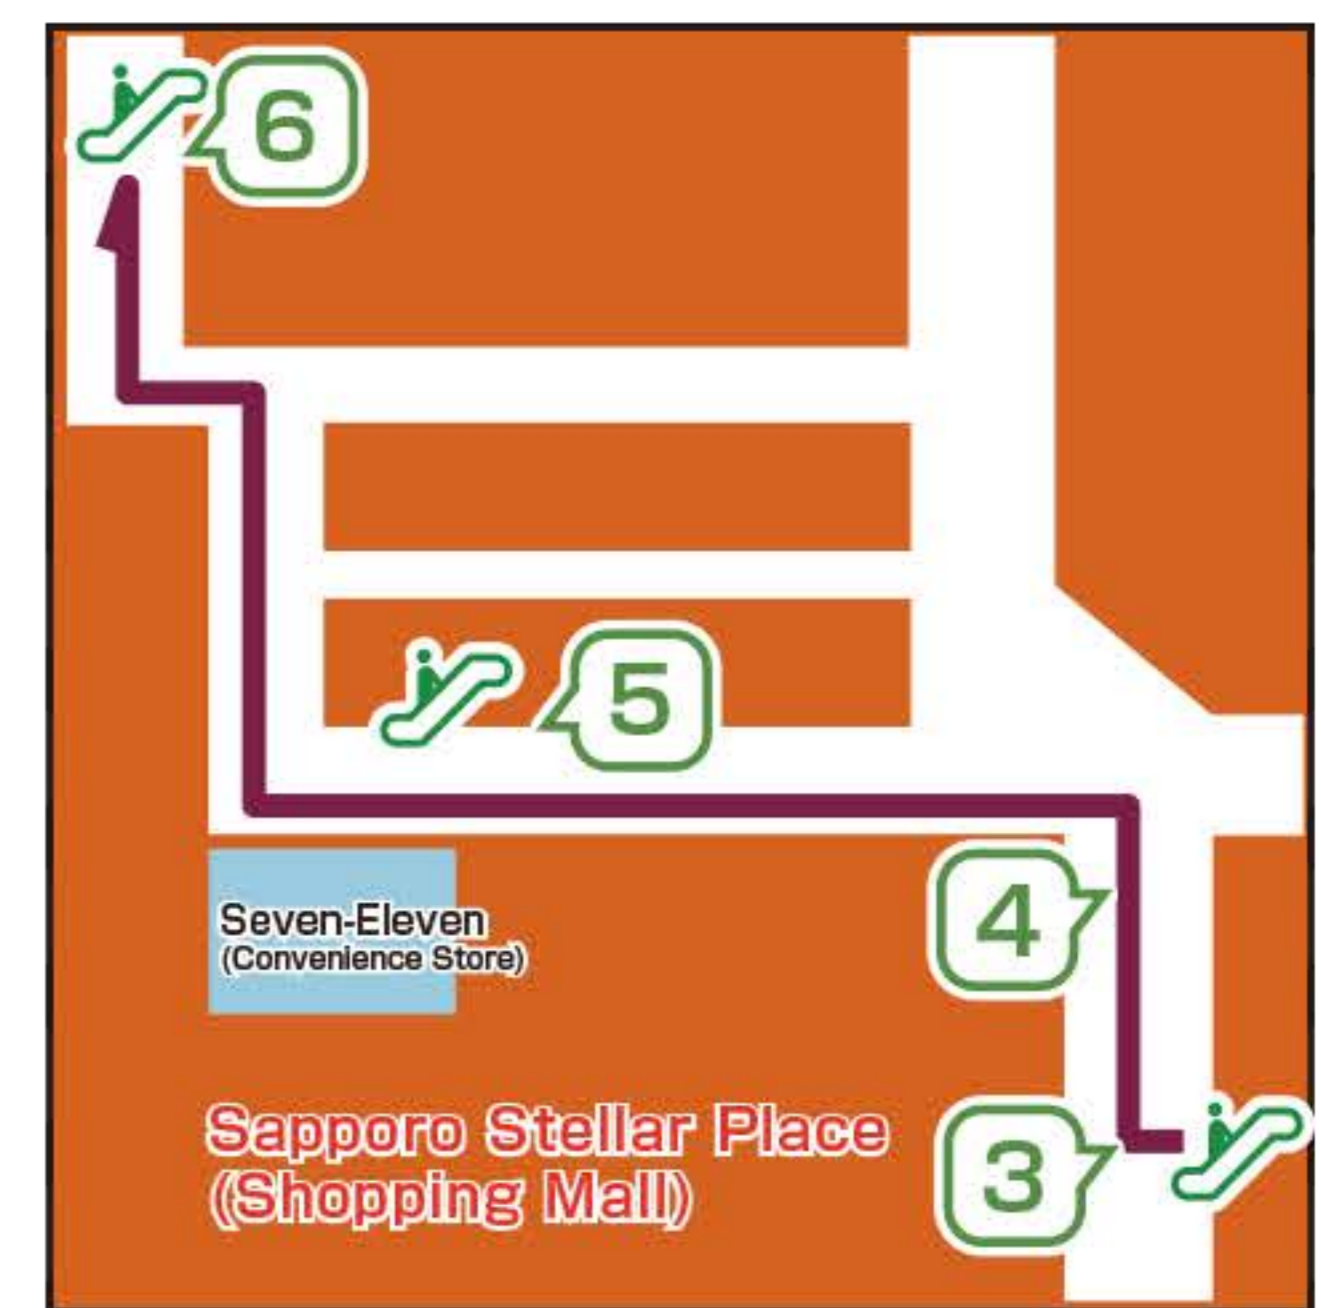 6
5
4
Seven-Eleven
(Convenience Store)
3
Sapporo Stellar Place
(Shopping Mall)